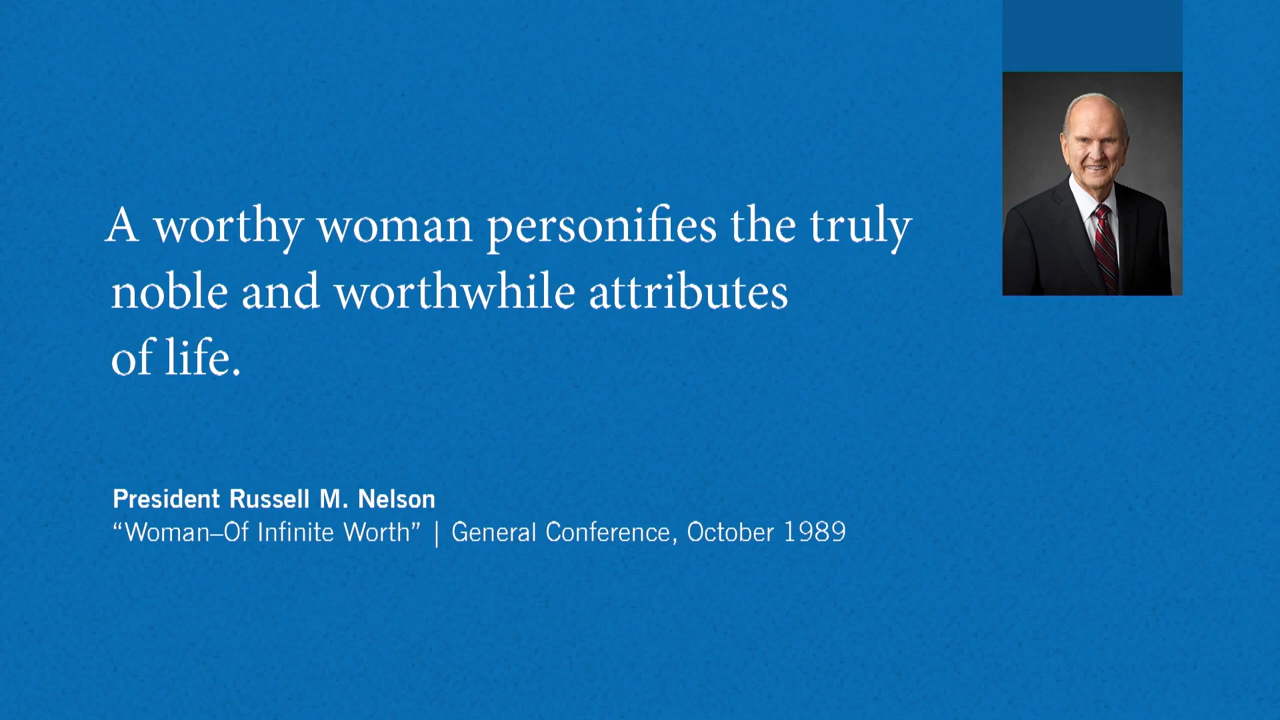 A worthy woman personifies the truly
noble and worthwhile attributes
of life.
President Russell M. Nelson
“Woman–Of Infinite Worth” | General Conference, October 1989